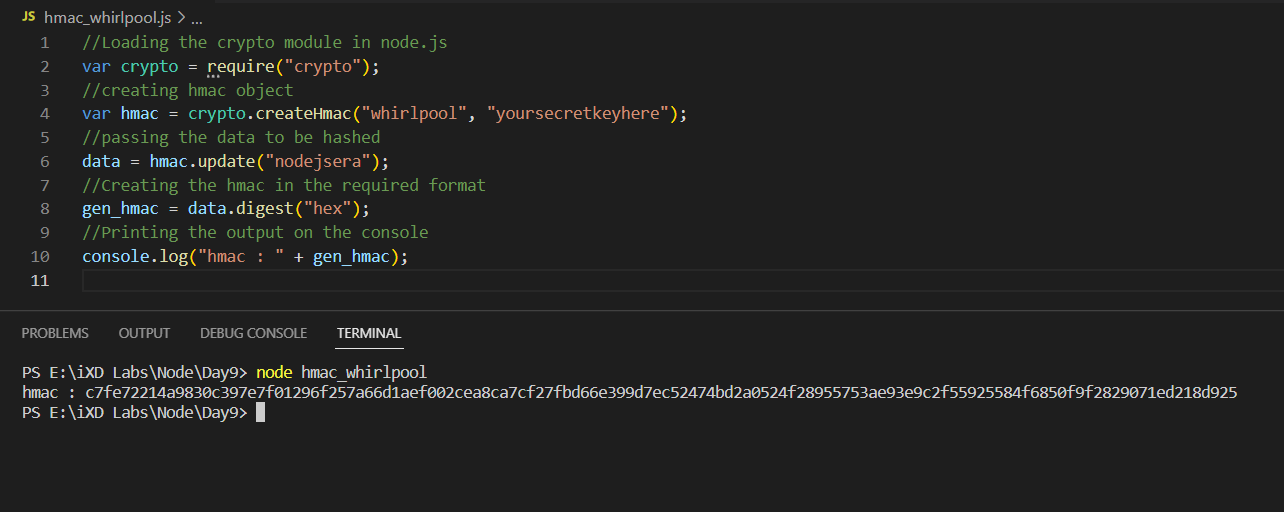 JS hmac_whirlpool.js > ...
1 //Loading the crypto module in node.js
2 var crypto = require("crypto");
3 //creating hmac object
4 var hmac = crypto.createHmac("whirlpool", "yoursecretkeyhere");
5 //passing the data to be hashed
6 data = hmac.update("nodejsera");
7 //Creating the hmac in the required format
8 gen_hmac = data.digest("hex");
9 //Printing the output on the console
10 console.log("hmac : " + gen_hmac);
11
PROBLEMS OUTPUT DEBUG CONSOLE TERMINAL
PS E:\iXD Labs\Node\Day9> node hmac_whirlpool
hmac : c7fe72214a9830c397e7f01296f257a66d1aef002cea8ca7cf27fbd66e399d7ec52474bd2a0524f28955753ae93e9c2f55925584f6850f9f2829071ed218d925
PS E:\iXD Labs\Node\Day9>